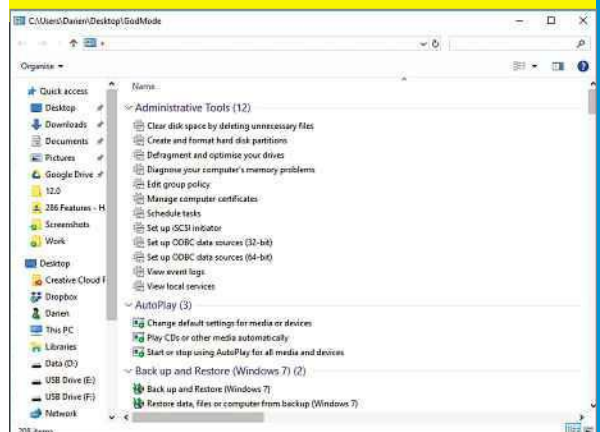 C:\Users\Darien\Desktop\GodMode
Organise
Name
Quick access
Desktop
Downloads
Documents
Pictures
Google Drive
12.0
286 Features - H
Screenshots
Work
Desktop
Creative Cloud F
Dropbox
Darien
This PC
Libraries
Data (D:)
USB Drive (E:)
USB Drive (F:)
Network
Administrative Tools (12)
Clear disk space by deleting unnecessary files
Create and format hard disk partitions
Defragment and optimise your drives
Diagnose your computer's memory problems
Edit group policy
Manage computer certificates
Schedule tasks
Set up iSCSI initiator
Set up ODBC data sources (32-bit)
Set up ODBC data sources (64-bit)
View event logs
View local services
AutoPlay (3)
Change default settings for media or devices
Play CDs or other media automatically
Start or stop using AutoPlay for all media and devices
Back up and Restore (Windows 7) (2)
Back up and Restore (Windows 7)
Restore data, files or computer from backup (Windows 7)
208 items